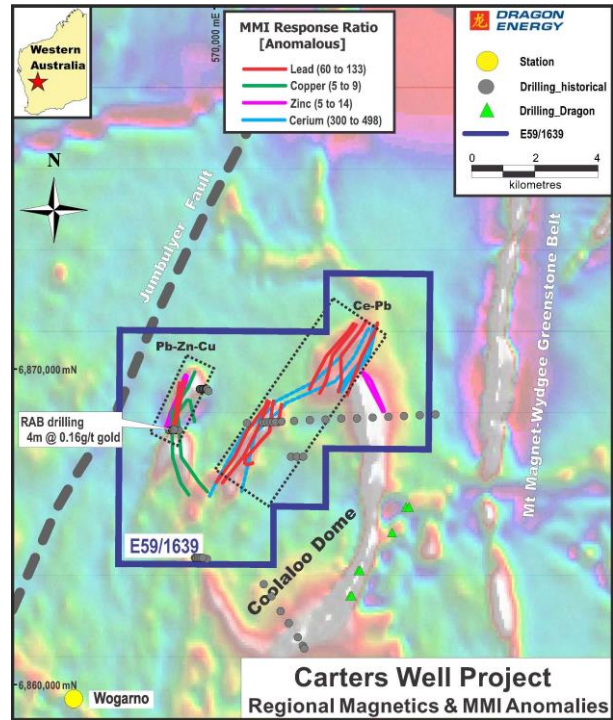 Western
Australia
570,000 mE
MMI Response Ratio
[Anomalous]
Lead (60 to 133)
Copper (5 to 9)
Zinc (5 to 14)
Cerium (300 to 498)
龙 DRAGON
ENERGY
Station
Drilling_historical
Drilling_Dragon
E59/1639
0 2 4
kilometres
N
Jumbulyer Fault
Mt Magnet-Wydgee Greenstone Belt
Ce-Pb
Pb-Zn-Cu
6,870,000 mN
RAB drilling
4m @ 0.16g/t gold
E59/1639
Coolaloo Dome
6,860,000 mN
Wogarno
Carters Well Project
Regional Magnetics & MMI Anomalies